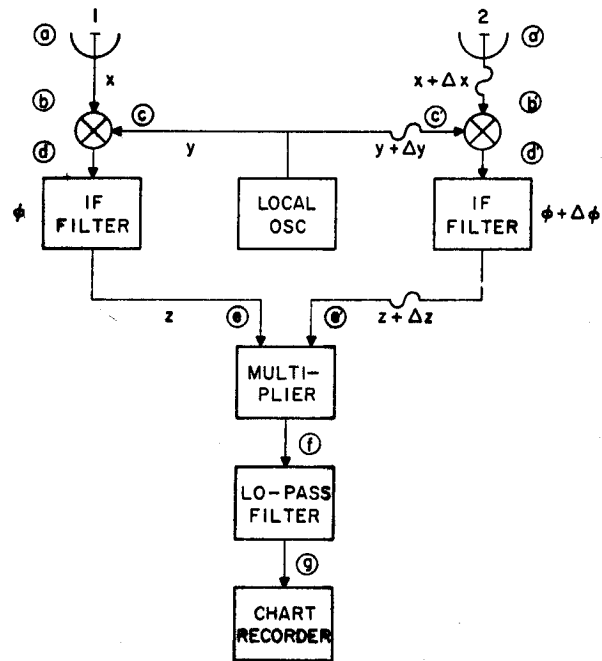 1
2
a
a'
x
x + Δx
b
b'
c
c'
y
y + Δy
d
d'
ϕ
IF
FILTER
LOCAL
OSC
IF
FILTER
ϕ + Δϕ
z
e
e'
z + Δz
MULTI-
PLIER
f
LO-PASS
FILTER
g
CHART
RECORDER